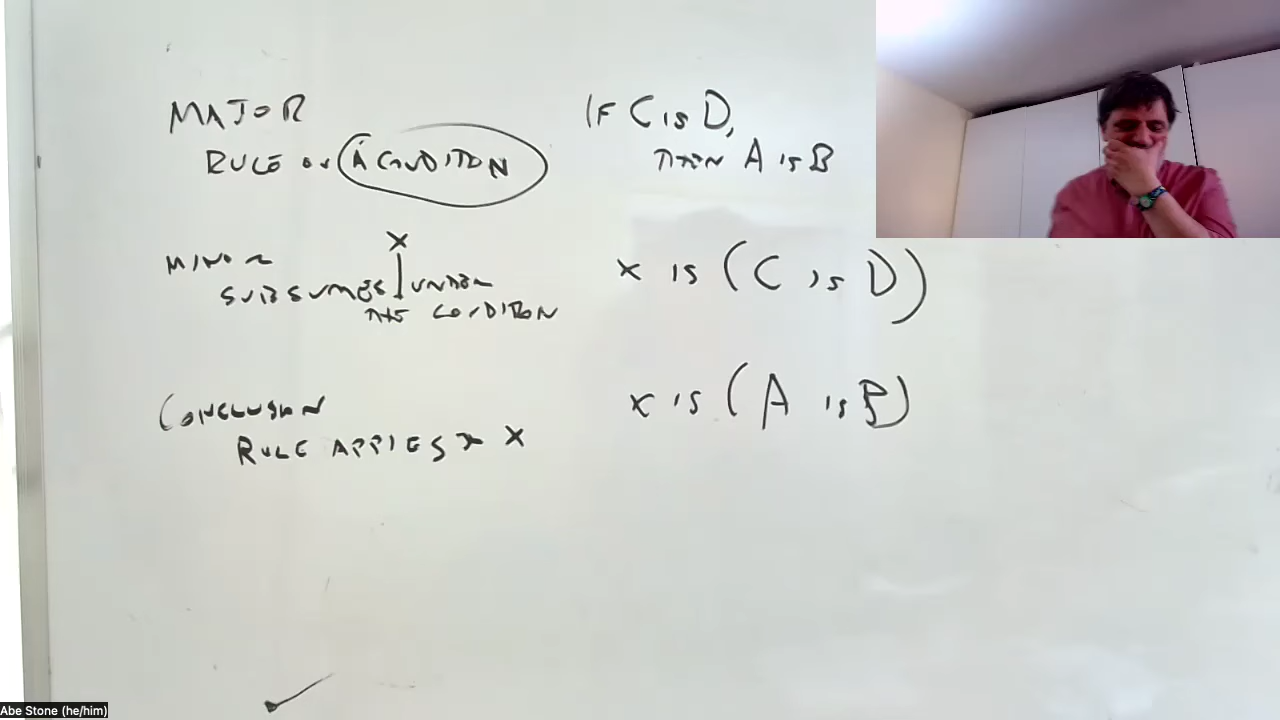 MAJOR
RULE ON A CONDITION
MINOR
SUBSUMES X UNDER
THE CONDITION
CONCLUSION
RULE APPLIES TO X
IF C IS D,
THEN A IS B
X IS (C IS D)
X IS (A IS B)
Abe Stone (he/him)